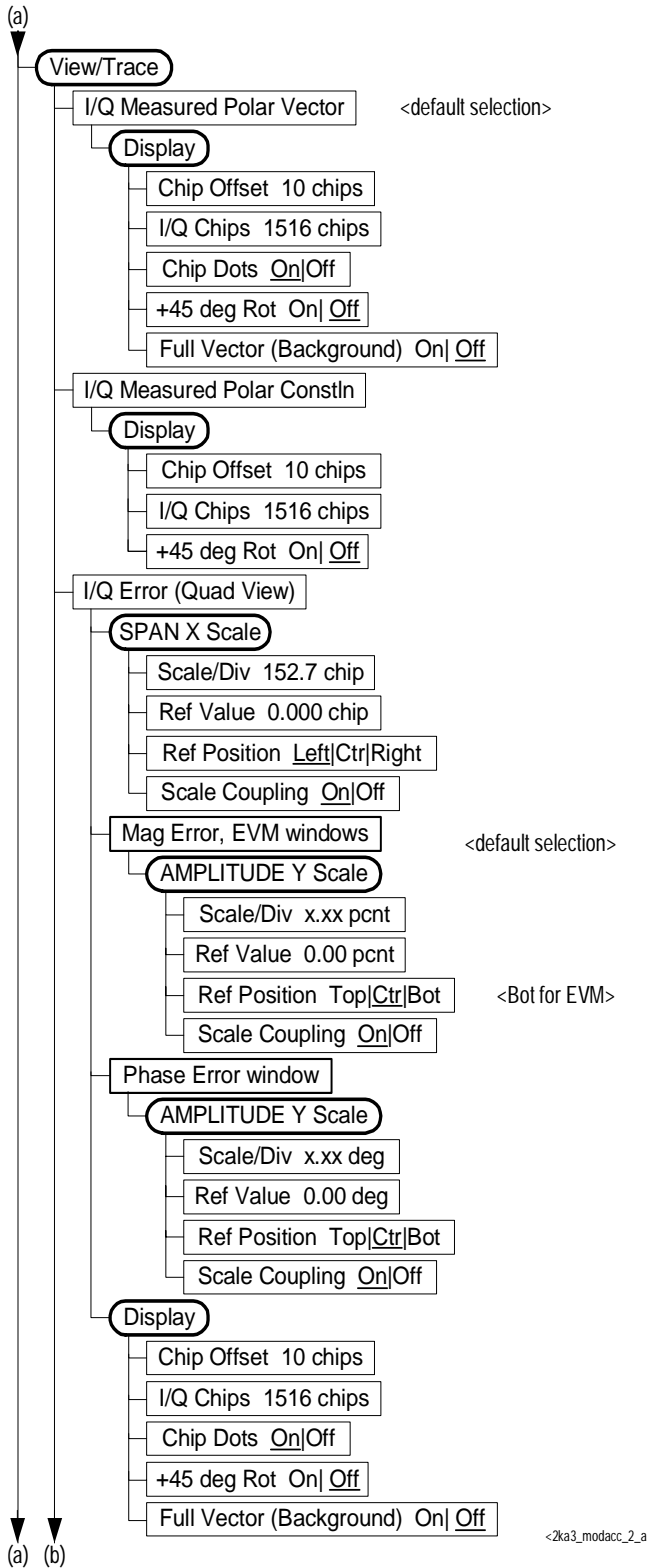 (a)
View/Trace
I/Q Measured Polar Vector <default selection>
Display
Chip Offset 10 chips
I/Q Chips 1516 chips
Chip Dots On|Off
+45 deg Rot On| Off
Full Vector (Background) On| Off
I/Q Measured Polar Constln
Display
Chip Offset 10 chips
I/Q Chips 1516 chips
+45 deg Rot On| Off
I/Q Error (Quad View)
SPAN X Scale
Scale/Div 152.7 chip
Ref Value 0.000 chip
Ref Position Left|Ctr|Right
Scale Coupling On|Off
Mag Error, EVM windows <default selection>
AMPLITUDE Y Scale
Scale/Div x.xx pcnt
Ref Value 0.00 pcnt
Ref Position Top|Ctr|Bot <Bot for EVM>
Scale Coupling On|Off
Phase Error window
AMPLITUDE Y Scale
Scale/Div x.xx deg
Ref Value 0.00 deg
Ref Position Top|Ctr|Bot
Scale Coupling On|Off
Display
Chip Offset 10 chips
I/Q Chips 1516 chips
Chip Dots On|Off
+45 deg Rot On| Off
Full Vector (Background) On| Off
<2ka3_modacc_2_a
(a) (b)